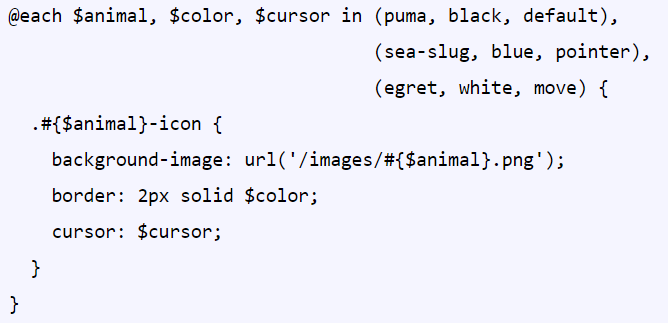 @each $animal, $color, $cursor in (puma, black, default),
(sea-slug, blue, pointer),
(egret, white, move) {
.#{$animal}-icon {
background-image: url('/images/#{$animal}.png');
border: 2px solid $color;
cursor: $cursor;
}
}